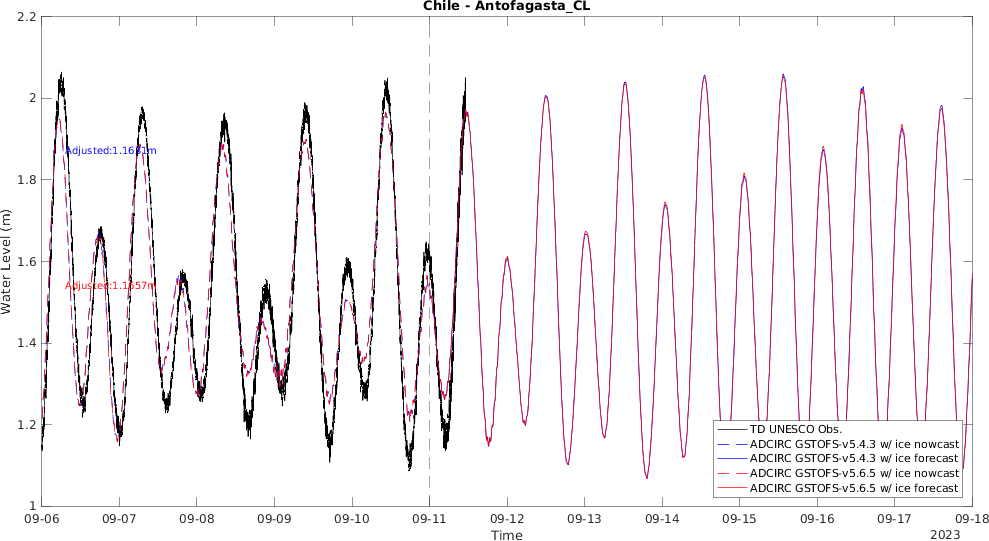 Chile - Antofagasta_CL
2.2
2
1.8
1.6
1.4
1.2
1
Water Level (m)
Adjusted:1.1631m
Adjusted:1.1657m
TD UNESCO Obs.
ADCIRC GSTOFS-v5.4.3 w/ ice nowcast
ADCIRC GSTOFS-v5.4.3 w/ ice forecast
ADCIRC GSTOFS-v5.6.5 w/ ice nowcast
ADCIRC GSTOFS-v5.6.5 w/ ice forecast
09-06 09-07 09-08 09-09 09-10 09-11 09-12 09-13 09-14 09-15 09-16 09-17 09-18
Time
2023